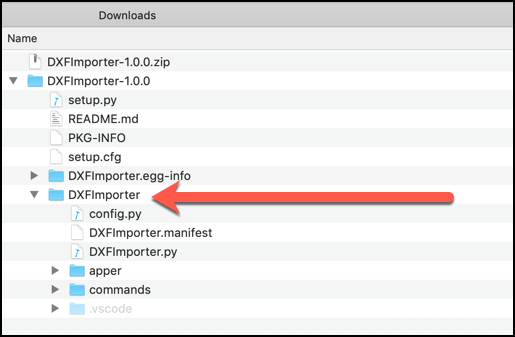 Downloads
Name
DXFImporter-1.0.0.zip
DXFImporter-1.0.0
setup.py
README.md
PKG-INFO
setup.cfg
DXFImporter.egg-info
DXFImporter
config.py
DXFImporter.manifest
DXFImporter.py
apper
commands
.vscode